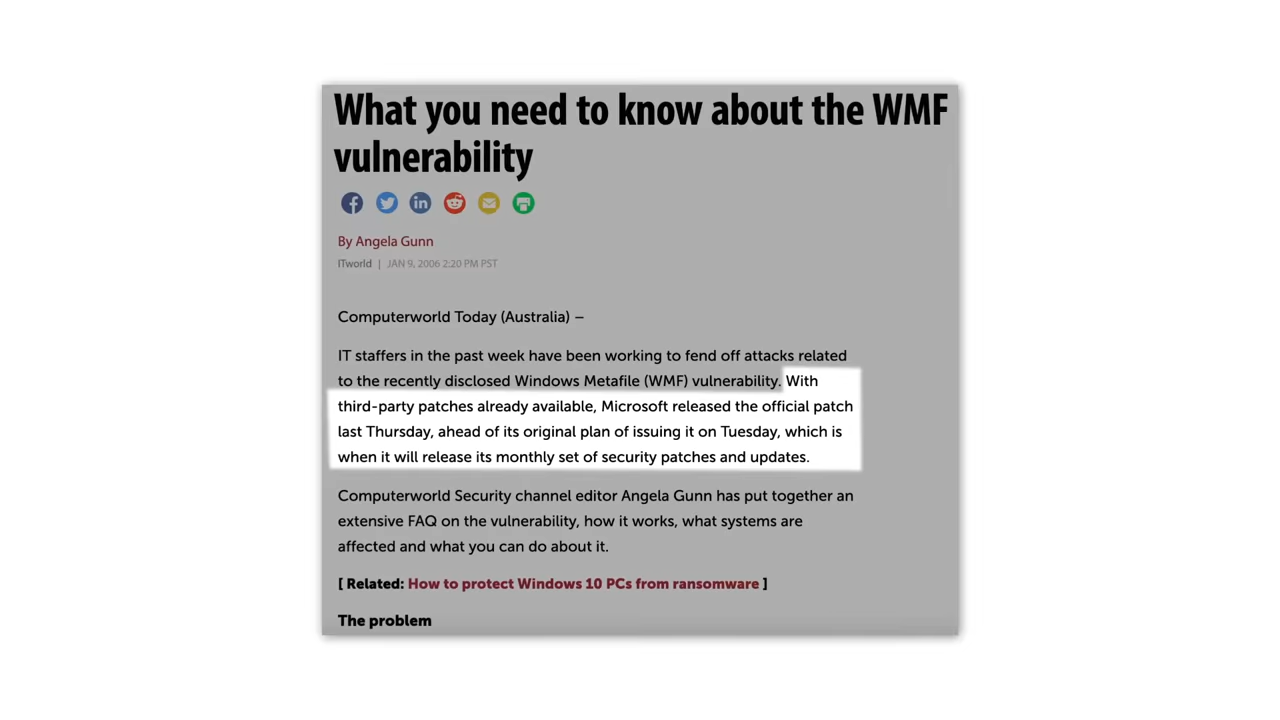 What you need to know about the WMF
vulnerability
By Angela Gunn
ITworld | JAN 9, 2006 2:20 PM PST
Computerworld Today (Australia) –
IT staffers in the past week have been working to fend off attacks related
to the recently disclosed Windows Metafile (WMF) vulnerability. With
third-party patches already available, Microsoft released the official patch
last Thursday, ahead of its original plan of issuing it on Tuesday, which is
when it will release its monthly set of security patches and updates.
Computerworld Security channel editor Angela Gunn has put together an
extensive FAQ on the vulnerability, how it works, what systems are
affected and what you can do about it.
[ Related: How to protect Windows 10 PCs from ransomware ]
The problem